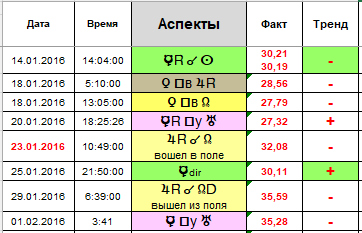 Дата Время Аспекты Факт Тренд
14.01.2016 14:04:00 ☿R ☌ ☉ 30,21 -
30,19
18.01.2016 5:10:00 ♀ □в ♃R 28,56 -
18.01.2016 13:05:00 ♀ □в ☊ 27,79 -
20.01.2016 18:25:26 ☿R □у ♅ 27,32 +
23.01.2016 10:49:00 ♃R ☌ ☊ 32,08 -
вошел в поле
25.01.2016 21:50:00 ☿dir 30,11 +
29.01.2016 6:39:00 ♃R ☌ ☊D 35,59 -
вышел из поля
01.02.2016 3:41 ☿ □у ♅ 35,28 -